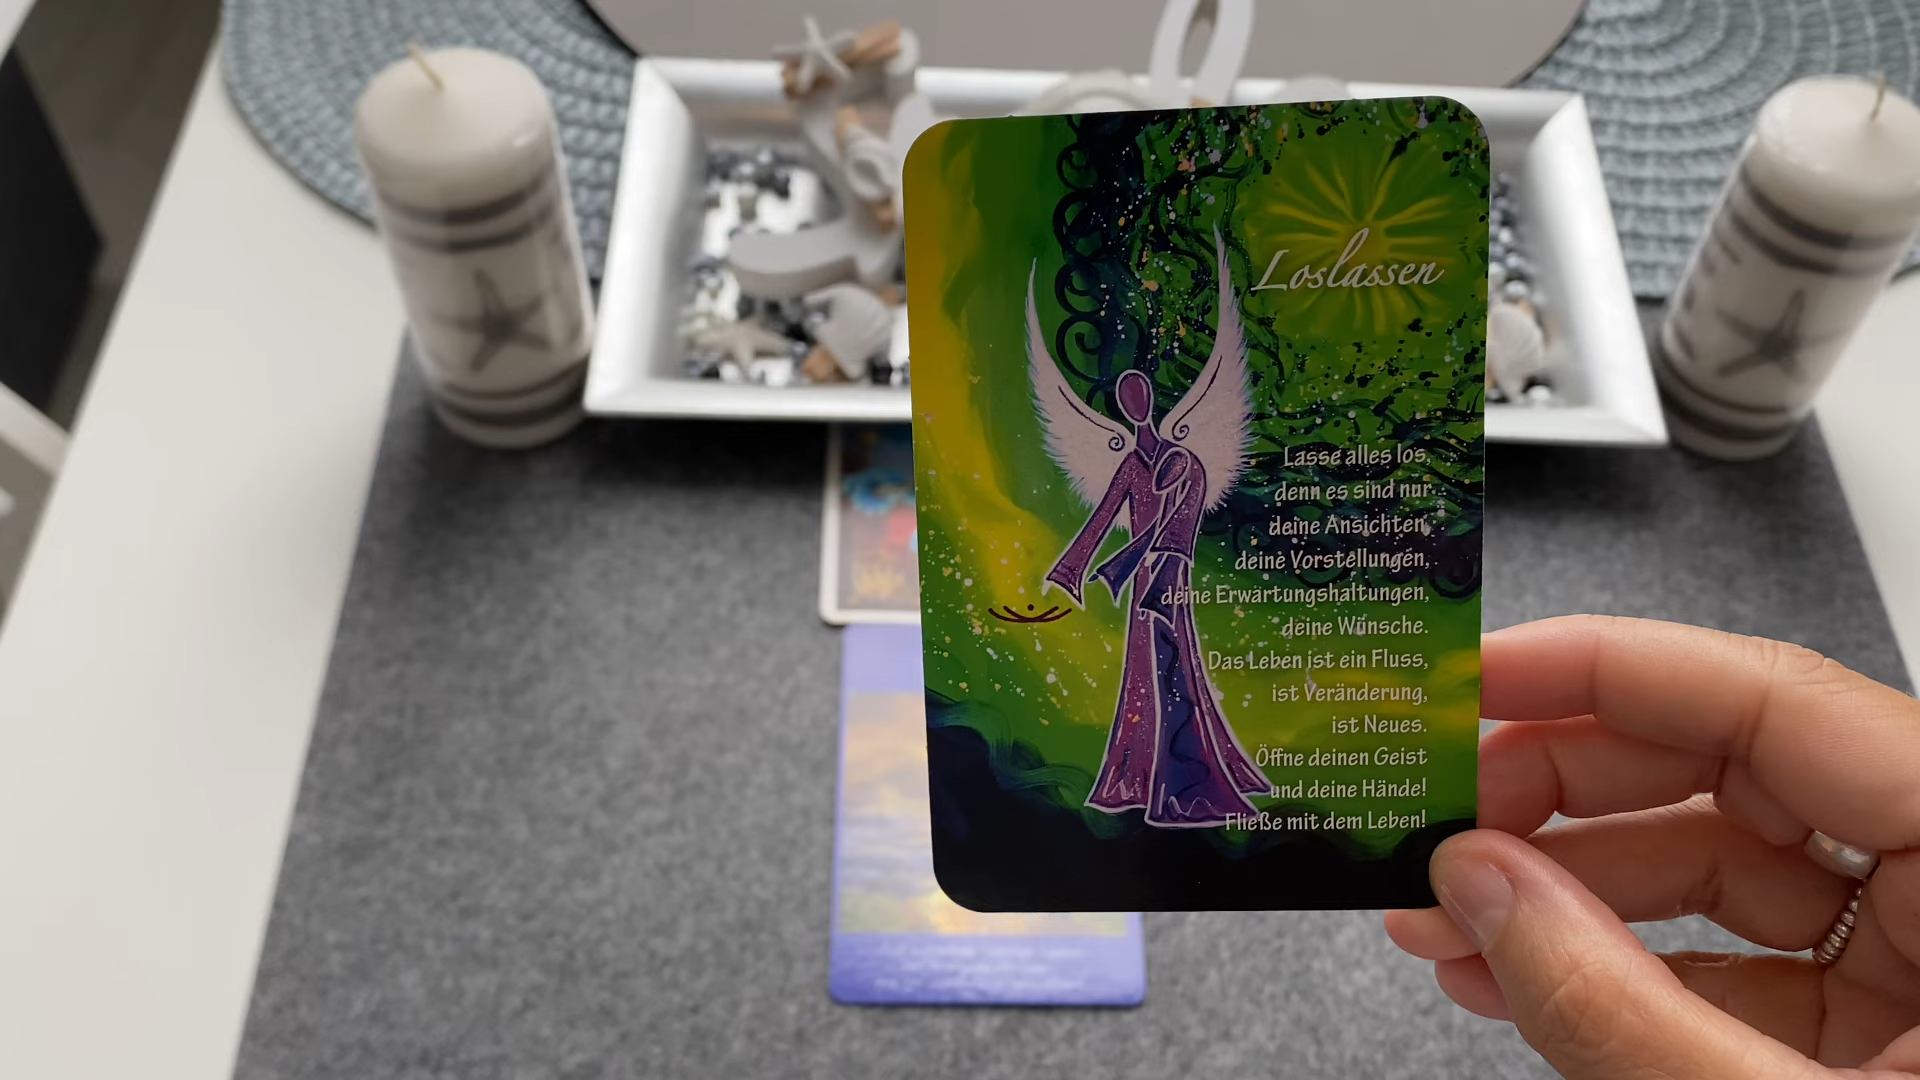 Loslassen
Lasse alles los,
denn es sind nur
deine Ansichten,
deine Vorstellungen,
deine Erwartungshaltungen,
deine Wünsche.
Das Leben ist ein Fluss,
ist Veränderung,
ist Neues.
Öffne deinen Geist
und deine Hände!
Fließe mit dem Leben!